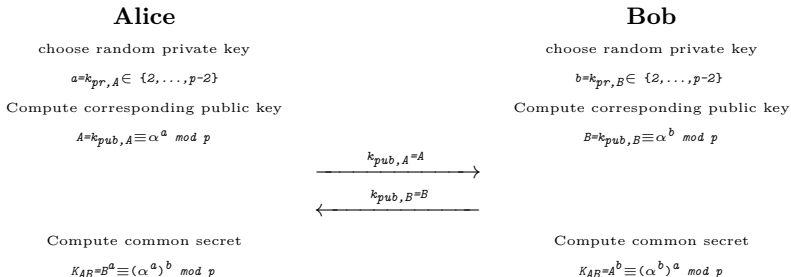 Alice Bob
choose random private key choose random private key
a=k_{pr,A}∈ {2,...,p-2} b=k_{pr,B}∈ {2,...,p-2}
Compute corresponding public key Compute corresponding public key
A=k_{pub,A}≡α^a mod p B=k_{pub,B}≡α^b mod p
k_{pub,A}=A
k_{pub,B}=B
Compute common secret Compute common secret
K_{AB}=B^a≡(α^a)^b mod p K_{AB}=A^b≡(α^b)^a mod p